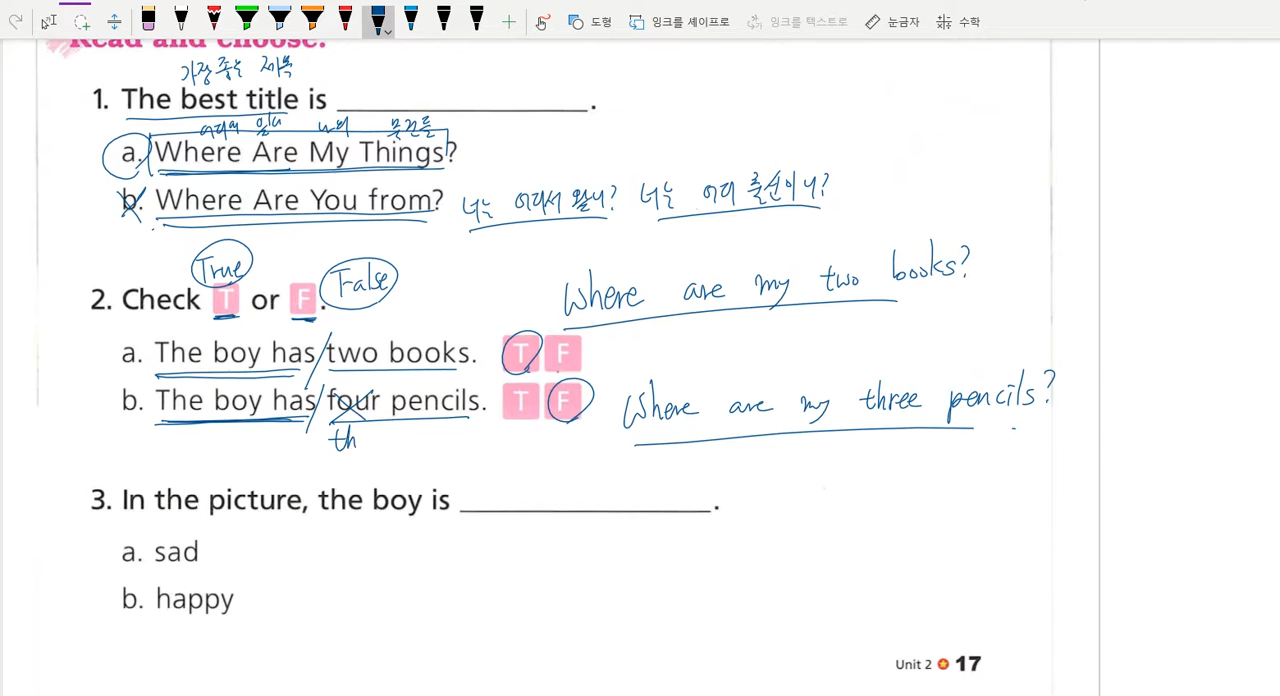 도형 잉크를 셰이프로 잉크를 텍스트로 눈금자 수학
Read and choose.
가장 좋은 제목
1. The best title is ____________.
어디에 있니 나의 물건들
a. Where Are My Things?
b. Where Are You from? 너는 어디서 왔니? 너는 어디 출신이니?
True False
2. Check T or F. Where are my two books?
a. The boy has/two books. T F
b. The boy has/four pencils. T F Where are my three pencils?
th
3. In the picture, the boy is ____________.
a. sad
b. happy
Unit 2 17